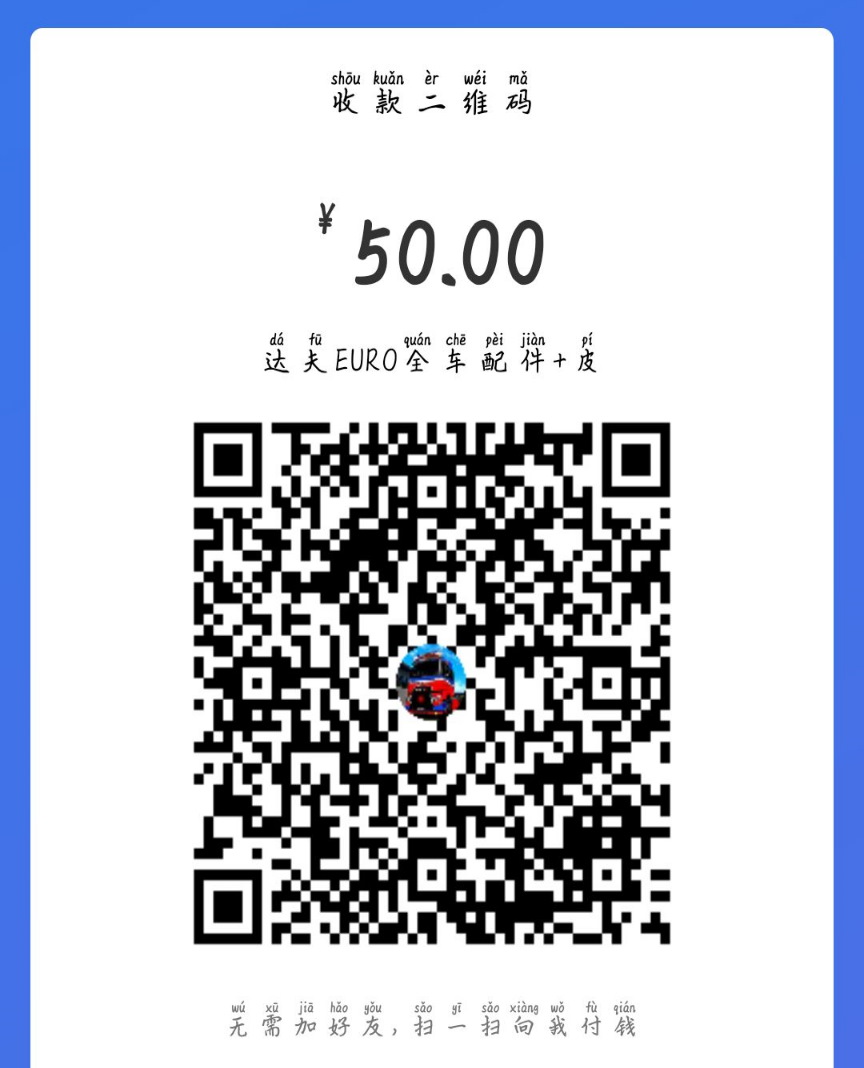 shōu kuǎn èr wéi mǎ
收款二维码
¥50.00
dá fū quán chē pèi jiàn pí
达夫EURO全车配件+皮
wú xū jiā hǎo yǒu sǎo yī sǎo xiàng wǒ fù qián
无需加好友,扫一扫向我付钱